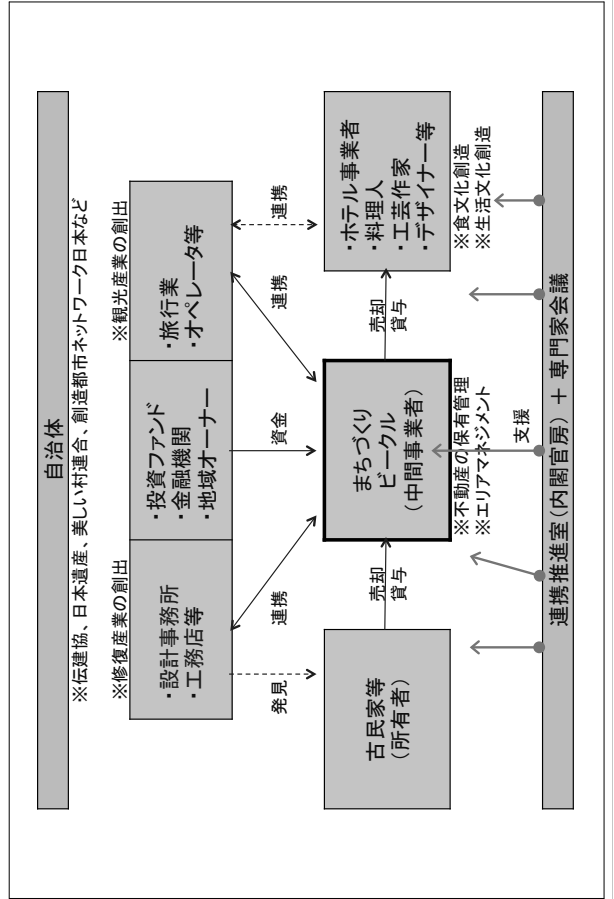 自治体
※伝建協、日本遺産、美しい村連合、創造都市ネットワーク日本など
※修復産業の創出
※観光産業の創出
・設計事務所
・工務店等
・投資ファンド
・金融機関
・地域オーナー
・旅行業
・オペレータ等
発見
連携
資金
連携
連携
古民家等
(所有者)
売却
貸与
まちづくり
ビークル
(中間事業者)
売却
貸与
・ホテル事業者
・料理人
・工芸作家
・デザイナー等
※不動産の保有管理
※エリアマネジメント
※食文化創造
※生活文化創造
支援
連携推進室(内閣官房) + 専門家会議